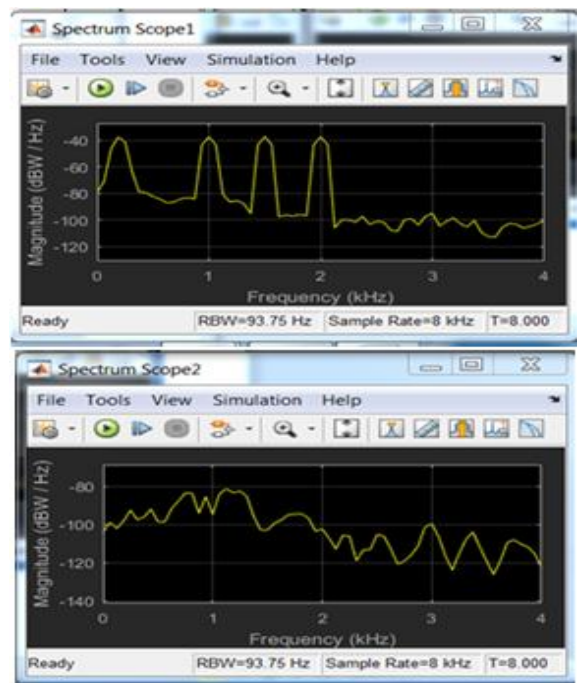 Spectrum Scope1
File Tools View Simulation Help
Magnitude (dBW / Hz)
-40
-60
-80
-100
-120
0 1 2 3 4
Frequency (kHz)
Ready RBW=93.75 Hz Sample Rate=8 kHz T=8.000
Spectrum Scope2
File Tools View Simulation Help
Magnitude (dBW / Hz)
-80
-100
-120
-140
0 1 2 3 4
Frequency (kHz)
Ready RBW=93.75 Hz Sample Rate=8 kHz T=8.000